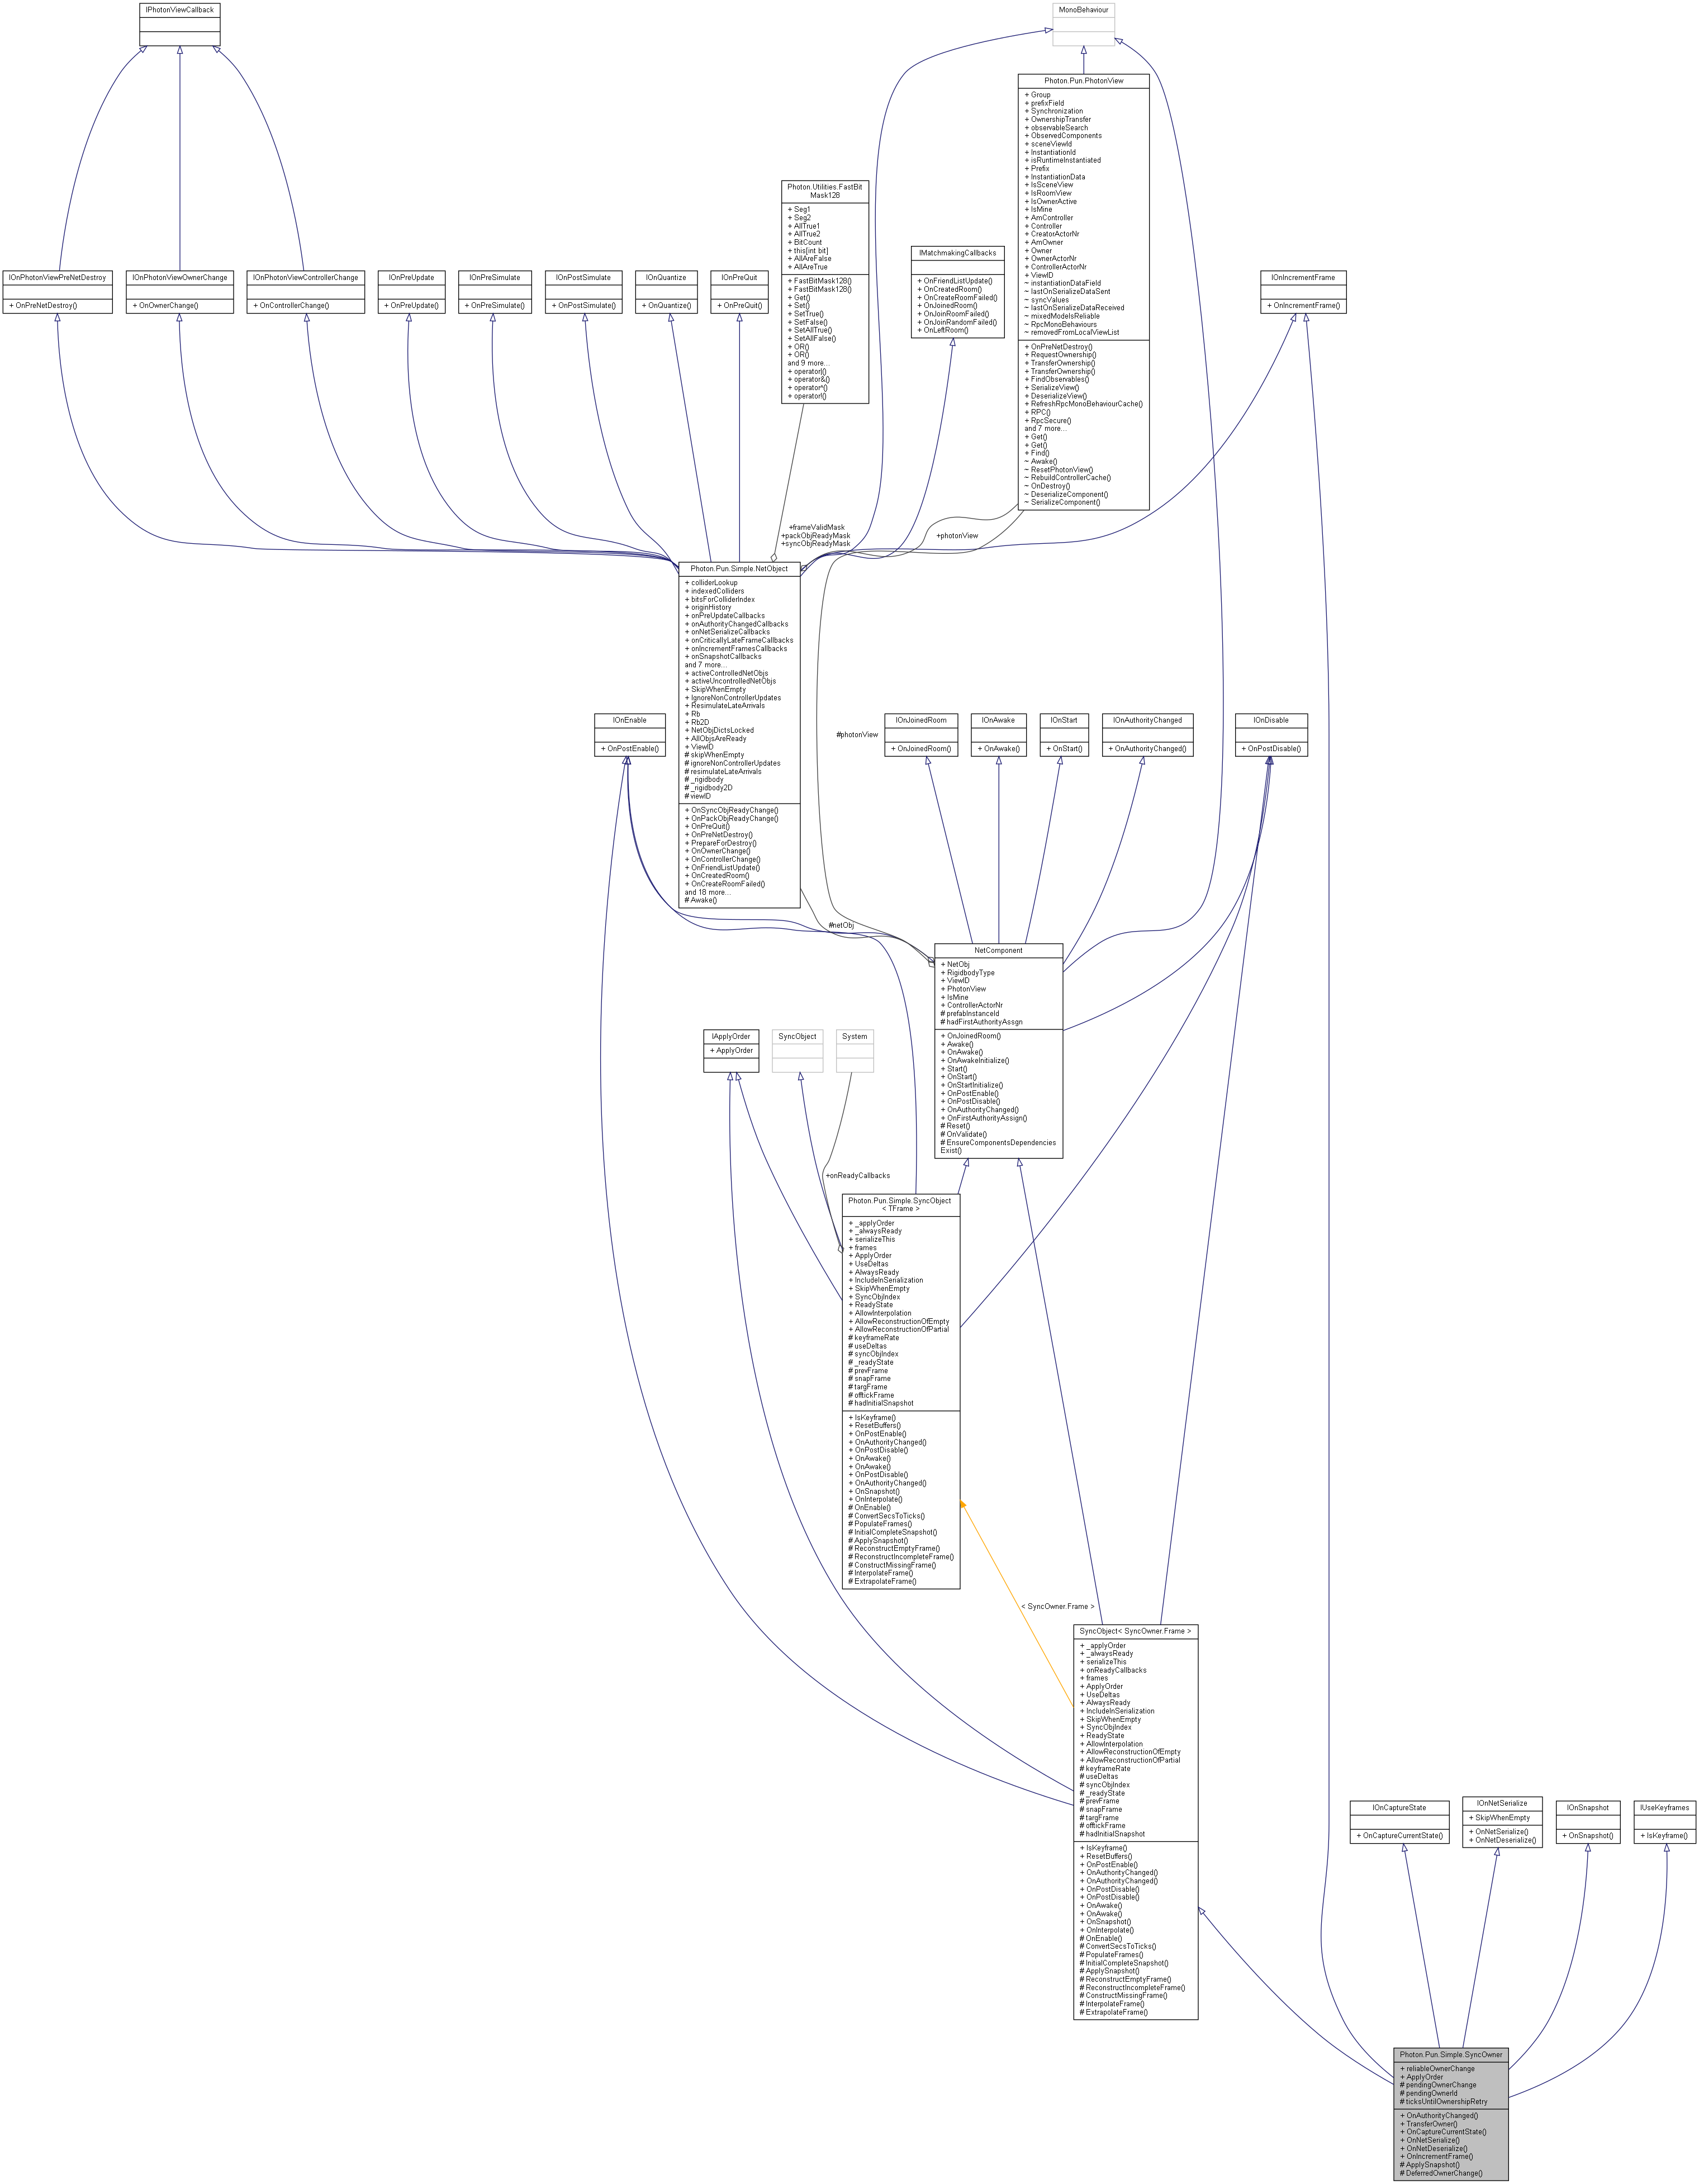 IPhotonViewCallback
MonoBehaviour
Photon.Pun.PhotonView
+ Group
+ prefixField
+ Synchronization
+ OwnershipTransfer
+ observableSearch
+ ObservedComponents
+ sceneViewId
+ InstantiationId
+ isRuntimeInstantiated
+ Prefix
+ InstantiationData
+ IsSceneView
+ IsRoomView
+ IsOwnerActive
+ IsMine
+ AmController
+ Controller
+ CreatorActorNr
+ AmOwner
+ Owner
+ OwnerActorNr
+ ControllerActorNr
+ ViewID
~ instantiationDataField
~ lastOnSerializeDataSent
~ syncValues
~ lastOnSerializeDataReceived
~ mixedModeIsReliable
~ RpcMonoBehaviours
~ removedFromLocalViewList
+ OnPreNetDestroy()
+ RequestOwnership()
+ TransferOwnership()
+ TransferOwnership()
+ FindObservables()
+ SerializeView()
+ DeserializeView()
+ RefreshRpcMonoBehaviourCache()
+ RPC()
+ RpcSecure()
and 7 more...
+ Get()
+ Get()
+ Find()
~ Awake()
~ ResetPhotonView()
~ RebuildControllerCache()
~ OnDestroy()
~ DeserializeComponent()
~ SerializeComponent()
Photon.Utilities.FastBit
Mask128
+ Seg1
+ Seg2
+ AllTrue1
+ AllTrue2
+ BitCount
+ this[int bit]
+ AllAreFalse
+ AllAreTrue
+ FastBitMask128()
+ FastBitMask128()
+ Get()
+ Set()
+ SetTrue()
+ SetFalse()
+ SetAllTrue()
+ SetAllFalse()
+ OR()
+ OR()
and 9 more...
+ operator|()
+ operator&()
+ operator^()
+ operator!()
IMatchmakingCallbacks
+ OnFriendListUpdate()
+ OnCreatedRoom()
+ OnCreateRoomFailed()
+ OnJoinedRoom()
+ OnJoinRoomFailed()
+ OnJoinRandomFailed()
+ OnLeftRoom()
IOnPhotonViewPreNetDestroy
+ OnPreNetDestroy()
IOnPhotonViewOwnerChange
+ OnOwnerChange()
IOnPhotonViewControllerChange
+ OnControllerChange()
IOnPreUpdate
+ OnPreUpdate()
IOnPreSimulate
+ OnPreSimulate()
IOnPostSimulate
+ OnPostSimulate()
IOnQuantize
+ OnQuantize()
IOnPreQuit
+ OnPreQuit()
IOnIncrementFrame
+ OnIncrementFrame()
+frameValidMask
+packObjReadyMask
+syncObjReadyMask
+photonView
Photon.Pun.Simple.NetObject
+ colliderLookup
+ indexedColliders
+ bitsForColliderIndex
+ originHistory
+ onPreUpdateCallbacks
+ onAuthorityChangedCallbacks
+ onNetSerializeCallbacks
+ onCriticallyLateFrameCallbacks
+ onIncrementFramesCallbacks
+ onSnapshotCallbacks
and 7 more...
+ activeControlledNetObjs
+ activeUncontrolledNetObjs
+ SkipWhenEmpty
+ IgnoreNonControllerUpdates
+ ResimulateLateArrivals
+ Rb
+ Rb2D
+ NetObjDictsLocked
+ AllObjsAreReady
+ ViewID
# skipWhenEmpty
# ignoreNonControllerUpdates
# resimulateLateArrivals
# _rigidbody
# _rigidbody2D
# viewID
+ OnSyncObjReadyChange()
+ OnPackObjReadyChange()
+ OnPreQuit()
+ OnPreNetDestroy()
+ PrepareForDestroy()
+ OnOwnerChange()
+ OnControllerChange()
+ OnFriendListUpdate()
+ OnCreatedRoom()
+ OnCreateRoomFailed()
and 18 more...
# Awake()
IOnEnable
+ OnPostEnable()
#photonView
IOnJoinedRoom
+ OnJoinedRoom()
IOnAwake
+ OnAwake()
IOnStart
+ OnStart()
IOnAuthorityChanged
+ OnAuthorityChanged()
IOnDisable
+ OnPostDisable()
#netObj
NetComponent
+ NetObj
+ RigidbodyType
+ ViewID
+ PhotonView
+ IsMine
+ ControllerActorNr
# prefabInstanceId
# hadFirstAuthorityAssgn
+ OnJoinedRoom()
+ Awake()
+ OnAwake()
+ OnAwakeInitialize()
+ Start()
+ OnStart()
+ OnStartInitialize()
+ OnPostEnable()
+ OnPostDisable()
+ OnAuthorityChanged()
+ OnFirstAuthorityAssign()
# Reset()
# OnValidate()
# EnsureComponentsDependencies
Exist()
IApplyOrder
+ ApplyOrder
SyncObject
System
+onReadyCallbacks
Photon.Pun.Simple.SyncObject
< TFrame >
+ _applyOrder
+ _alwaysReady
+ serializeThis
+ frames
+ ApplyOrder
+ UseDeltas
+ AlwaysReady
+ IncludeInSerialization
+ SkipWhenEmpty
+ SyncObjIndex
+ ReadyState
+ AllowInterpolation
+ AllowReconstructionOfEmpty
+ AllowReconstructionOfPartial
# keyframeRate
# useDeltas
# syncObjIndex
# _readyState
# prevFrame
# snapFrame
# targFrame
# offtickFrame
# hadInitialSnapshot
+ IsKeyframe()
+ ResetBuffers()
+ OnPostEnable()
+ OnAuthorityChanged()
+ OnPostDisable()
+ OnAwake()
+ OnAwake()
+ OnPostDisable()
+ OnAuthorityChanged()
+ OnSnapshot()
+ OnInterpolate()
# OnEnable()
# ConvertSecsToTicks()
# PopulateFrames()
# InitialCompleteSnapshot()
# ApplySnapshot()
# ReconstructEmptyFrame()
# ReconstructIncompleteFrame()
# ConstructMissingFrame()
# InterpolateFrame()
# ExtrapolateFrame()
< SyncOwner.Frame >
SyncObject< SyncOwner.Frame >
+ _applyOrder
+ _alwaysReady
+ serializeThis
+ onReadyCallbacks
+ frames
+ ApplyOrder
+ UseDeltas
+ AlwaysReady
+ IncludeInSerialization
+ SkipWhenEmpty
+ SyncObjIndex
+ ReadyState
+ AllowInterpolation
+ AllowReconstructionOfEmpty
+ AllowReconstructionOfPartial
# keyframeRate
# useDeltas
# syncObjIndex
# _readyState
# prevFrame
# snapFrame
# targFrame
# offtickFrame
# hadInitialSnapshot
+ IsKeyframe()
+ ResetBuffers()
+ OnPostEnable()
+ OnAuthorityChanged()
+ OnAuthorityChanged()
+ OnPostDisable()
+ OnPostDisable()
+ OnAwake()
+ OnAwake()
+ OnSnapshot()
+ OnInterpolate()
# OnEnable()
# ConvertSecsToTicks()
# PopulateFrames()
# InitialCompleteSnapshot()
# ApplySnapshot()
# ReconstructEmptyFrame()
# ReconstructIncompleteFrame()
# ConstructMissingFrame()
# InterpolateFrame()
# ExtrapolateFrame()
IOnCaptureState
+ OnCaptureCurrentState()
IOnNetSerialize
+ SkipWhenEmpty
+ OnNetSerialize()
+ OnNetDeserialize()
IOnSnapshot
+ OnSnapshot()
IUseKeyframes
+ IsKeyframe()
Photon.Pun.Simple.SyncOwner
+ reliableOwnerChange
+ ApplyOrder
# pendingOwnerChange
# pendingOwnerId
# ticksUntilOwnershipRetry
+ OnAuthorityChanged()
+ TransferOwner()
+ OnCaptureCurrentState()
+ OnNetSerialize()
+ OnNetDeserialize()
+ OnIncrementFrame()
# ApplySnapshot()
# DeferredOwnerChange()